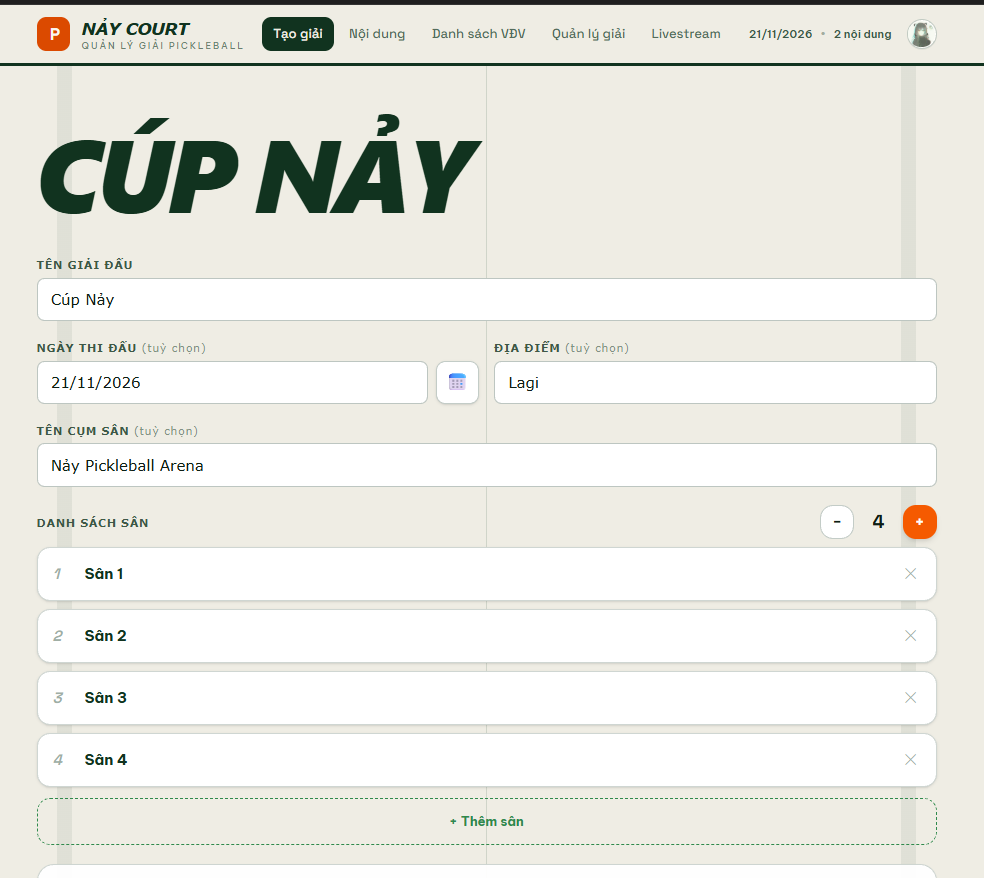 P
NẢY COURT
QUẢN LÝ GIẢI PICKLEBALL
Tạo giải
Nội dung
Danh sách VĐV
Quản lý giải
Livestream
21/11/2026 • 2 nội dung
CÚP NẢY
TÊN GIẢI ĐẤU
Cúp Nảy
NGÀY THI ĐẤU (tuỳ chọn)
21/11/2026
ĐỊA ĐIỂM (tuỳ chọn)
Lagi
TÊN CỤM SÂN (tuỳ chọn)
Nảy Pickleball Arena
DANH SÁCH SÂN
− 4 +
1 Sân 1
2 Sân 2
3 Sân 3
4 Sân 4
+ Thêm sân